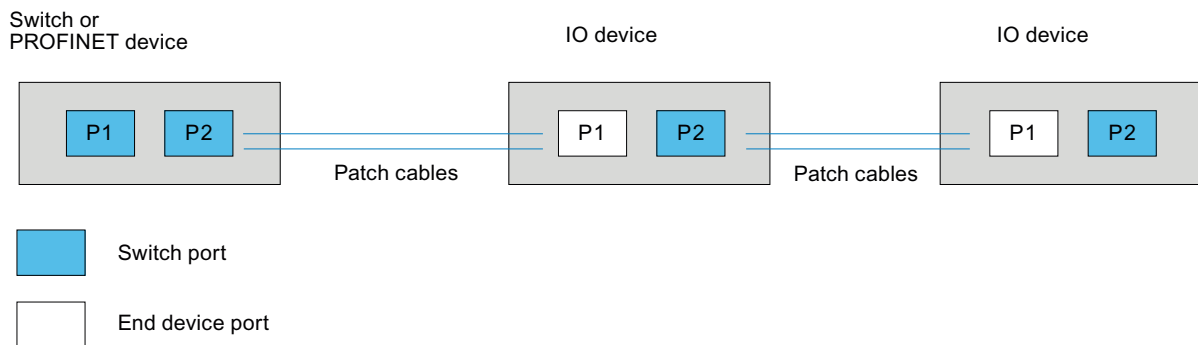 Switch or
PROFINET device
IO device
IO device
P1
P2
P1
P2
P1
P2
Patch cables
Patch cables
Switch port
End device port